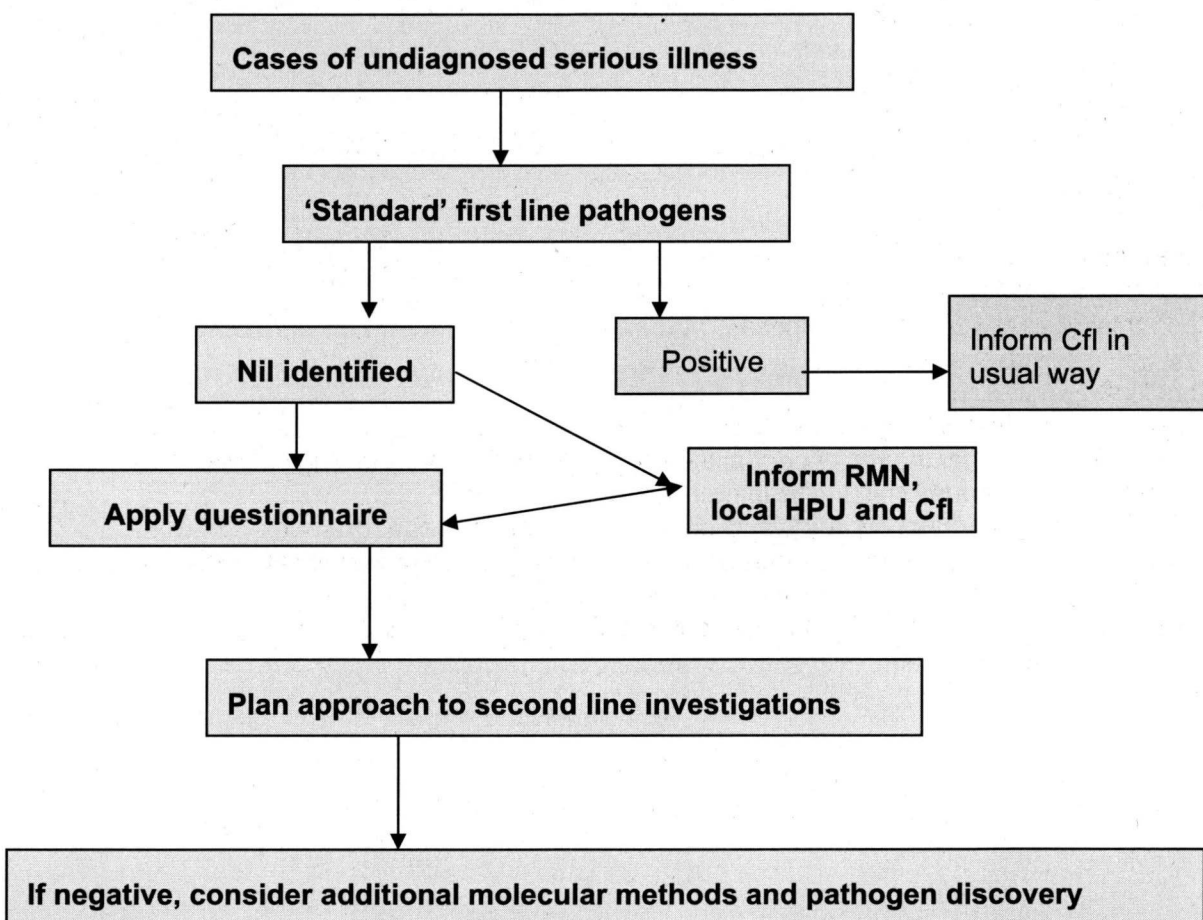 Cases of undiagnosed serious illness
‘Standard’ first line pathogens
Nil identified
Positive
Inform CfI in
usual way
Apply questionnaire
Inform RMN,
local HPU and CfI
Plan approach to second line investigations
If negative, consider additional molecular methods and pathogen discovery